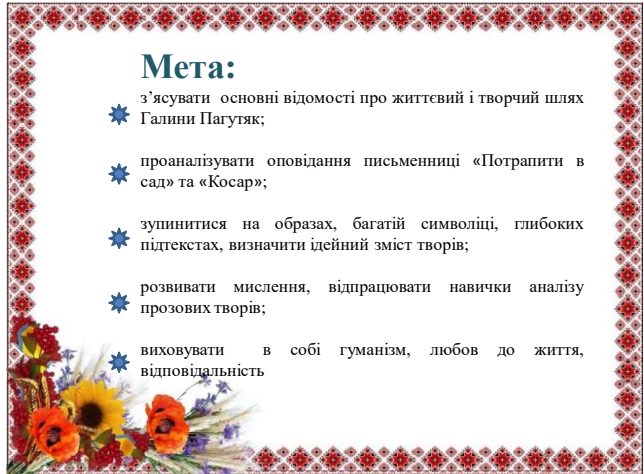 Мета:
з’ясувати основні відомості про життєвий і творчий шлях
Галини Пагутяк;
проаналізувати оповідання письменниці «Потрапити в
сад» та «Косар»;
зупинитися на образах, багатій символіці, глибоких
підтекстах, визначити ідейний зміст творів;
розвивати мислення, відпрацювати навички аналізу
прозових творів;
виховувати в собі гуманізм, любов до життя,
відповідальність